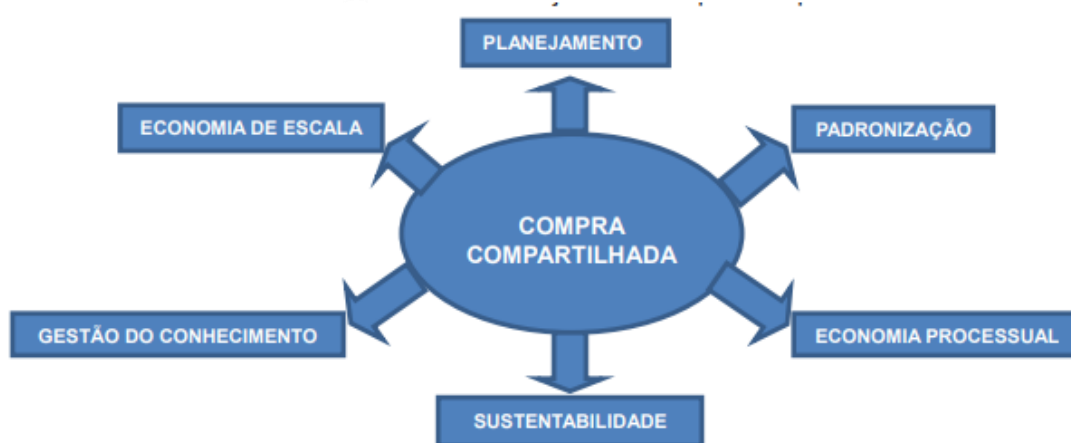 PLANEJAMENTO
ECONOMIA DE ESCALA
PADRONIZAÇÃO
COMPRA
COMPARTILHADA
GESTÃO DO CONHECIMENTO
ECONOMIA PROCESSUAL
SUSTENTABILIDADE